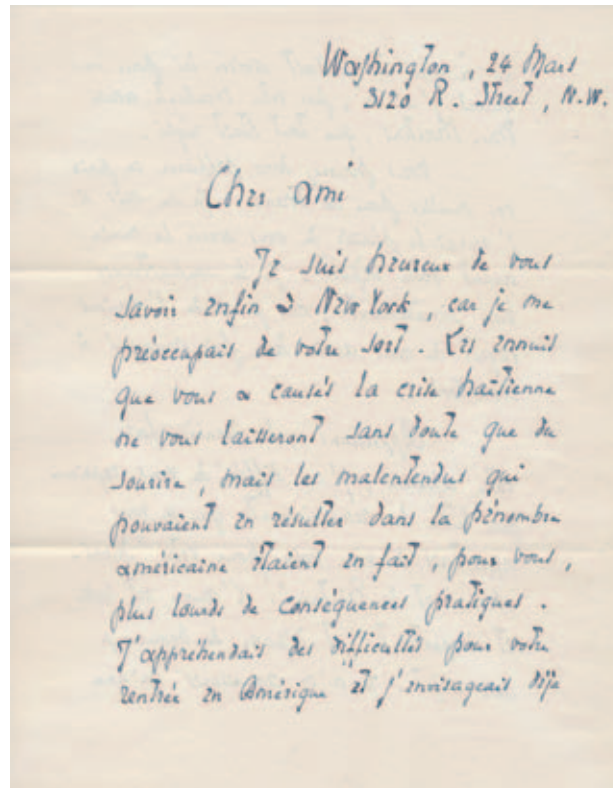 Washington, 24 Mars
3120 R. Street, N.W.
Cher ami
Je suis heureux de vous
savoir enfin à New York, car je me
préoccupais de votre sort. Les ennuis
que vous a causés la crise haïtienne
ne vous laisseront sans doute que du
sourire, mais les malentendus qui
pouvaient en résulter dans la pénombre
américaine étaient en fait, pour vous,
plus lourds de conséquences pratiques.
J'appréhendais des difficultés pour votre
rentrée en Amérique et j'envisageais déjà